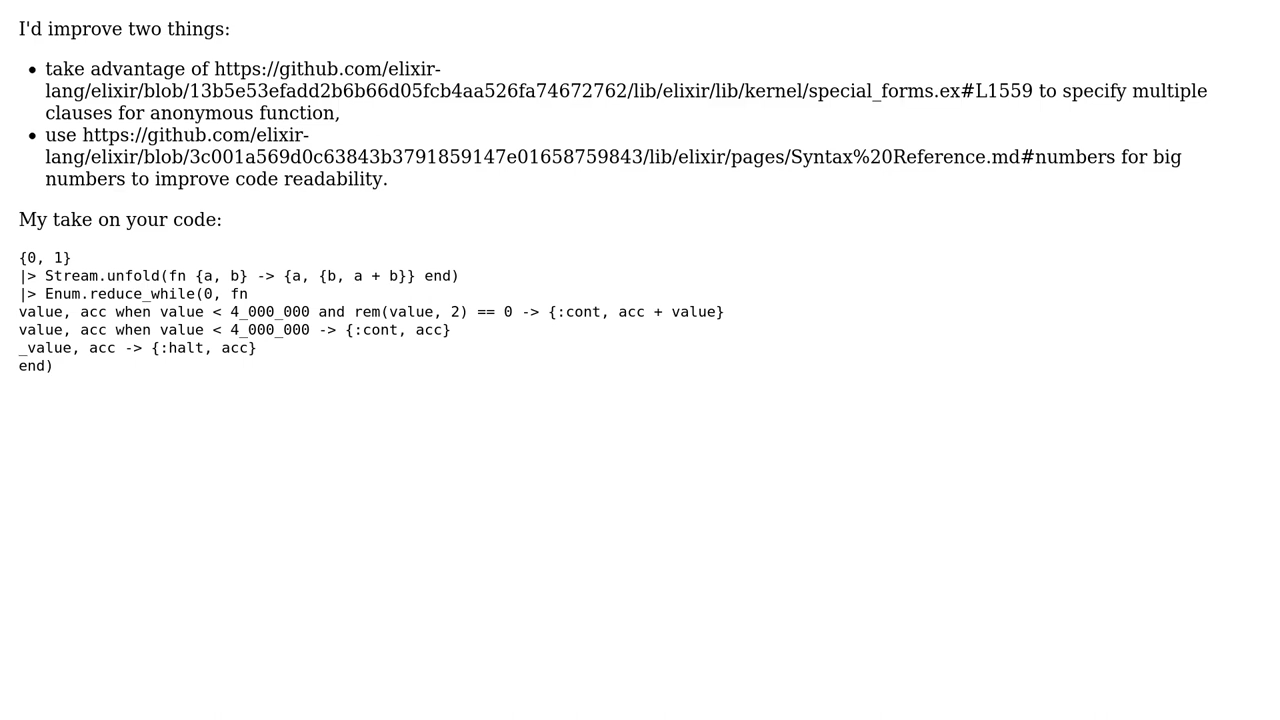 I'd improve two things:
take advantage of https://github.com/elixir-
lang/elixir/blob/13b5e53efadd2b6b66d05fcb4aa526fa74672762/lib/elixir/lib/kernel/special_forms.ex#L1559 to specify multiple
clauses for anonymous function,
use https://github.com/elixir-
lang/elixir/blob/3c001a569d0c63843b3791859147e01658759843/lib/elixir/pages/Syntax%20Reference.md#numbers for big
numbers to improve code readability.
My take on your code:
{0, 1}
|> Stream.unfold(fn {a, b} -> {a, {b, a + b}} end)
|> Enum.reduce_while(0, fn
value, acc when value < 4_000_000 and rem(value, 2) == 0 -> {:cont, acc + value}
value, acc when value < 4_000_000 -> {:cont, acc}
_value, acc -> {:halt, acc}
end)